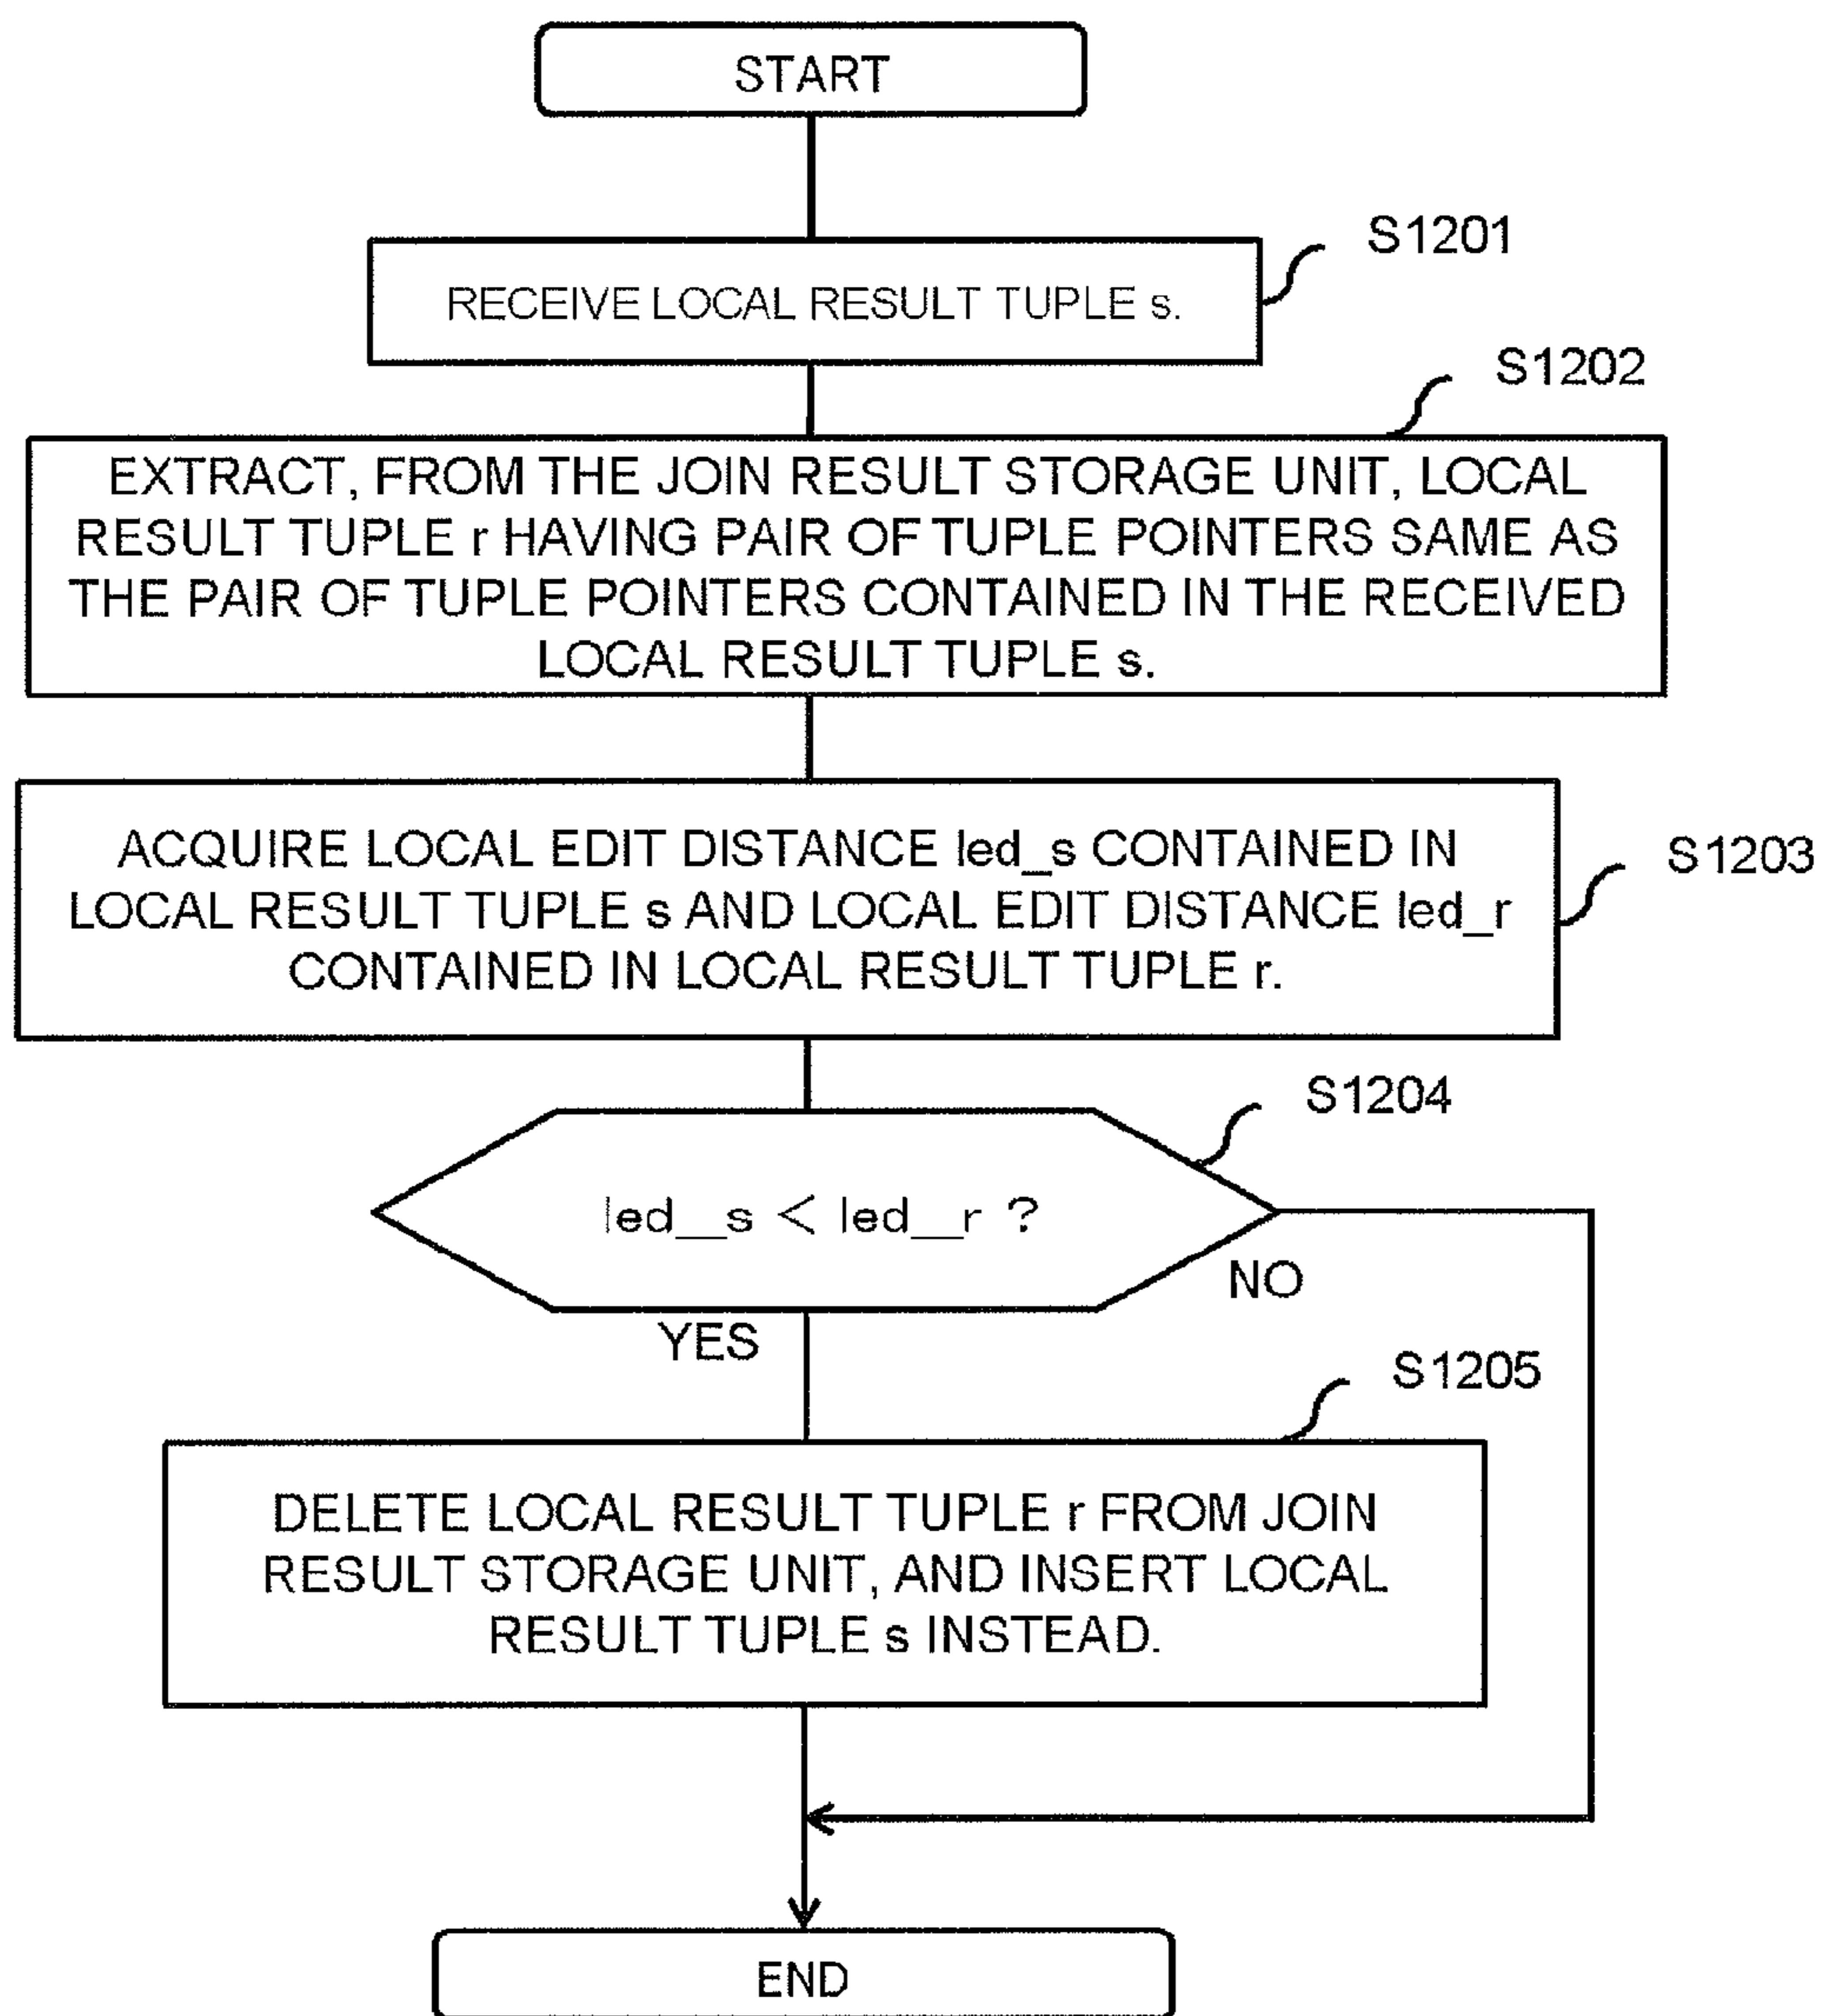 START
S1201
RECEIVE LOCAL RESULT TUPLE s.
S1202
EXTRACT, FROM THE JOIN RESULT STORAGE UNIT, LOCAL
RESULT TUPLE r HAVING PAIR OF TUPLE POINTERS SAME AS
THE PAIR OF TUPLE POINTERS CONTAINED IN THE RECEIVED
LOCAL RESULT TUPLE s.
S1203
ACQUIRE LOCAL EDIT DISTANCE led_s CONTAINED IN
LOCAL RESULT TUPLE s AND LOCAL EDIT DISTANCE led_r
CONTAINED IN LOCAL RESULT TUPLE r.
S1204
led__s < led__r ?
NO
YES
S1205
DELETE LOCAL RESULT TUPLE r FROM JOIN
RESULT STORAGE UNIT, AND INSERT LOCAL
RESULT TUPLE s INSTEAD.
END